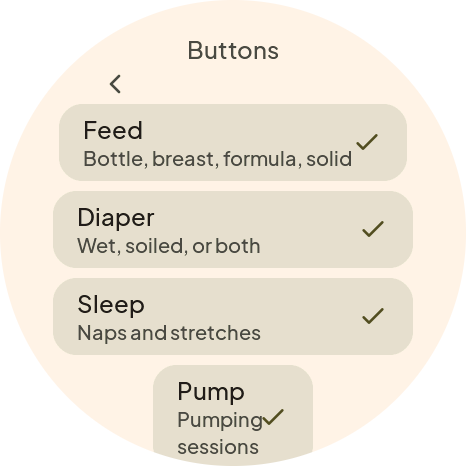 Buttons
Feed
Bottle, breast, formula, solid
Diaper
Wet, soiled, or both
Sleep
Naps and stretches
Pump
Pumping
sessions